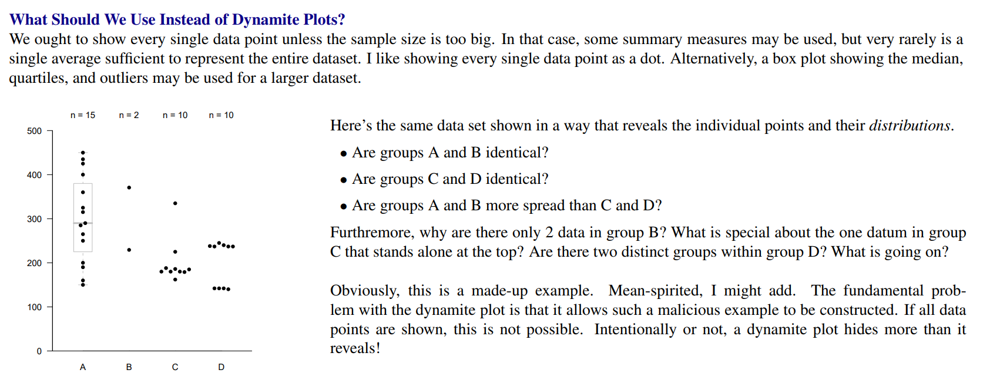 What Should We Use Instead of Dynamite Plots?
We ought to show every single data point unless the sample size is too big. In that case, some summary measures may be used, but very rarely is a
single average sufficient to represent the entire dataset. I like showing every single data point as a dot. Alternatively, a box plot showing the median,
quartiles, and outliers may be used for a larger dataset.
n = 15 n = 2 n = 10 n = 10
500
400
300
200
100
0
A B C D
Here's the same data set shown in a way that reveals the individual points and their distributions.
• Are groups A and B identical?
• Are groups C and D identical?
• Are groups A and B more spread than C and D?
Furthremore, why are there only 2 data in group B? What is special about the one datum in group
C that stands alone at the top? Are there two distinct groups within group D? What is going on?
Obviously, this is a made-up example. Mean-spirited, I might add. The fundamental prob-
lem with the dynamite plot is that it allows such a malicious example to be constructed. If all data
points are shown, this is not possible. Intentionally or not, a dynamite plot hides more than it
reveals!